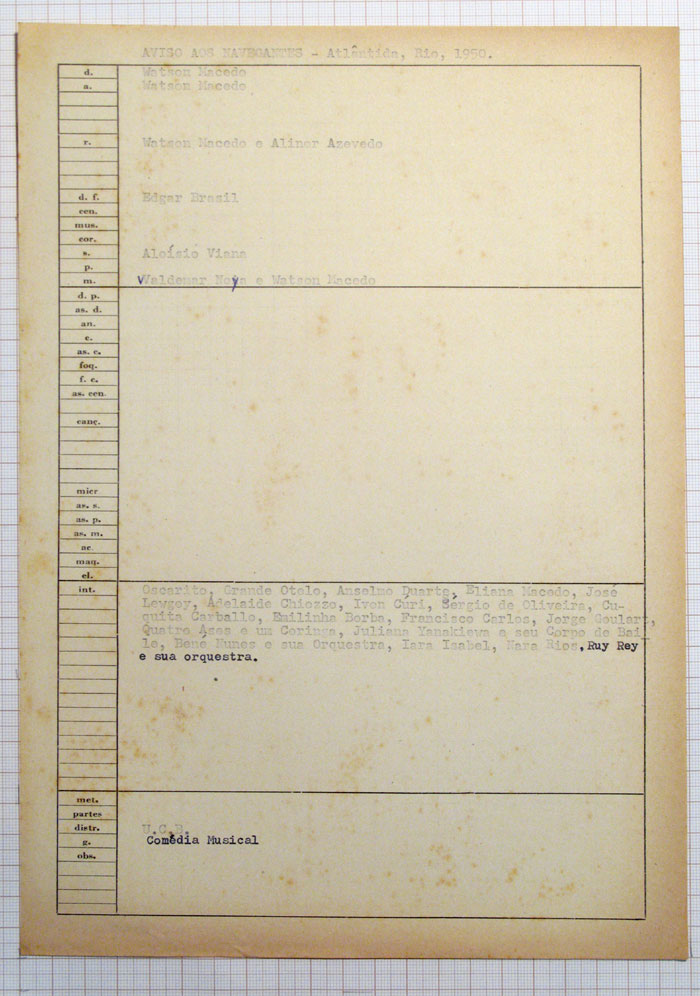 AVISO AOS NAVEGANTES - Atlântida, Rio, 1950.
d. Watson Macedo
a. Watson Macedo
r. Watson Macedo e Alinor Azevedo
d. f. Edgar Brasil
cen.
mus.
cor.
s. Aloísio Viana
p.
m. Waldemar Noya e Watson Macedo
d. p.
as. d.
an.
c.
as. c.
foq.
f. c.
as. cen.
canç.
micr
as. s.
as. p.
as. m.
ac.
maq.
el.
int. Oscarito, Grande Otelo, Anselmo Duarte, Eliana Macedo, José
Lewgoy, Adelaide Chiozzo, Ivon Cúri, Sérgio de Oliveira, Cu-
quita Carballo, Emilinha Borba, Francisco Carlos, Jorge Goulart,
Quatro Ases e um Coringa, Juliana Yanakiewa e seu Corpo de Bai
le, Bené Nunes e sua Orquestra, Iara Isabel, Nara Rios, Ruy Rey
e sua orquestra.
met.
partes
distr. U.C.B.
g. Comédia Musical
obs.